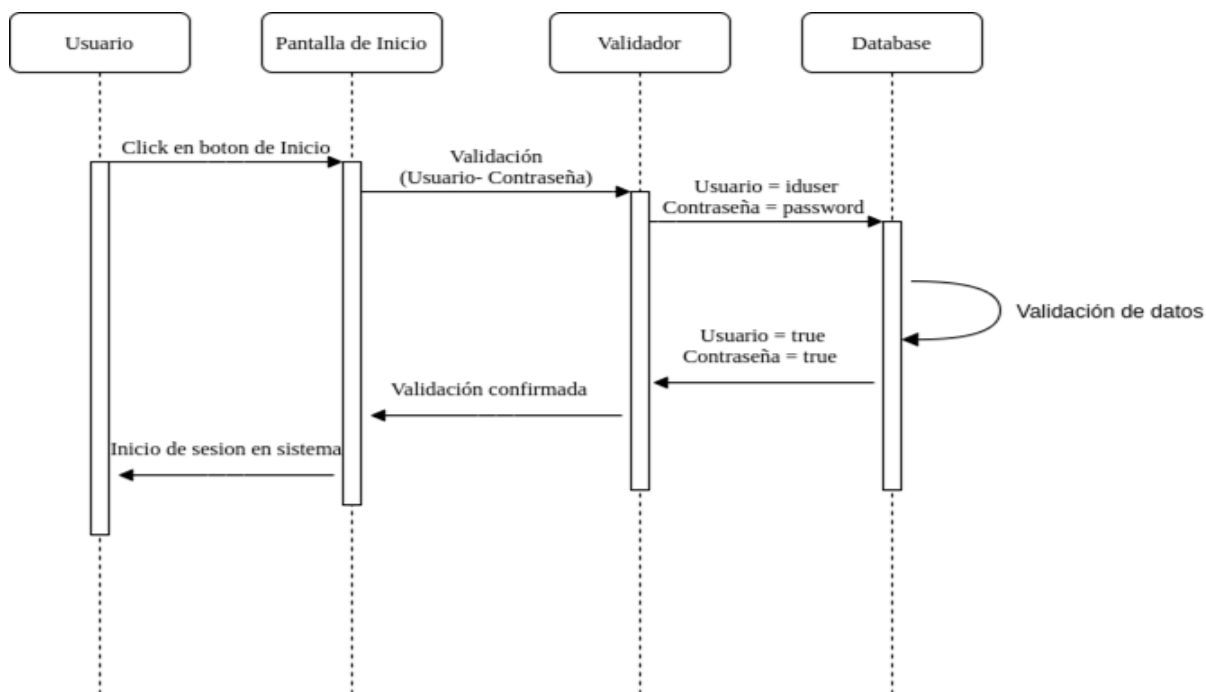 Usuario
Pantalla de Inicio
Validador
Database
Click en boton de Inicio
Validación
(Usuario- Contraseña)
Usuario = iduser
Contraseña = password
Validación de datos
Usuario = true
Contraseña = true
Validación confirmada
Inicio de sesion en sistema